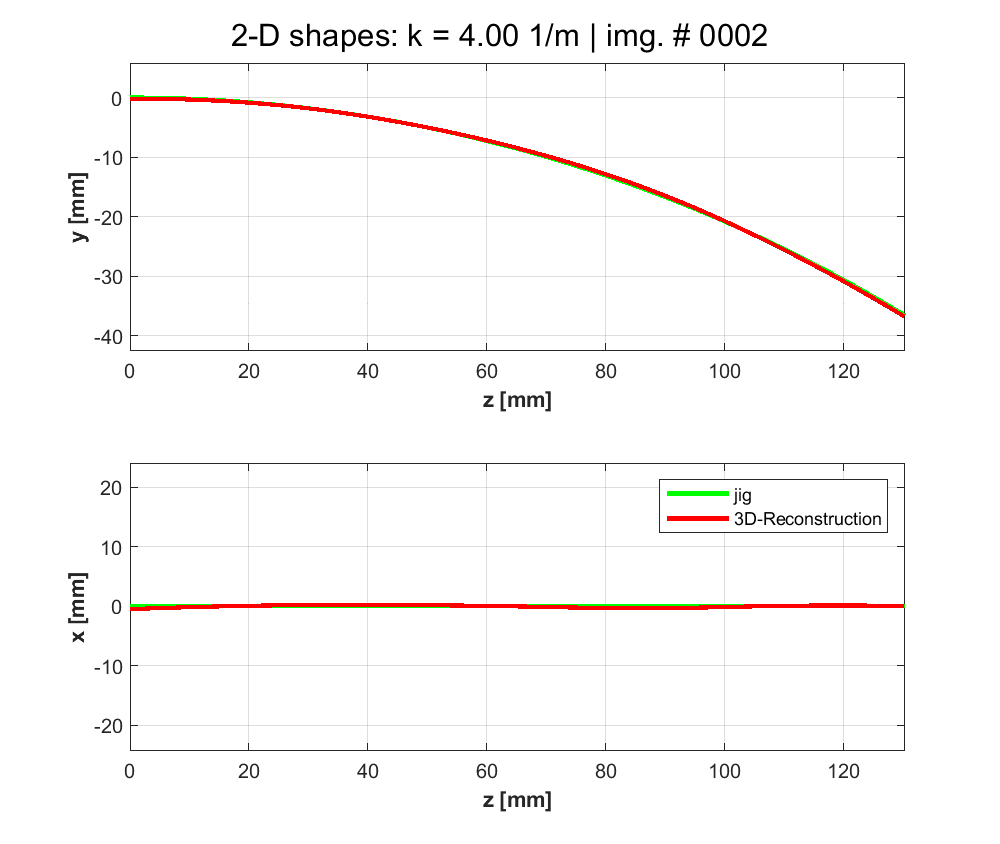 2-D shapes: k = 4.00 1/m | img. # 0002
0
-10
-20
-30
-40
y [mm]
0 20 40 60 80 100 120
z [mm]
20
10
0
-10
-20
x [mm]
jig
3D-Reconstruction
0 20 40 60 80 100 120
z [mm]